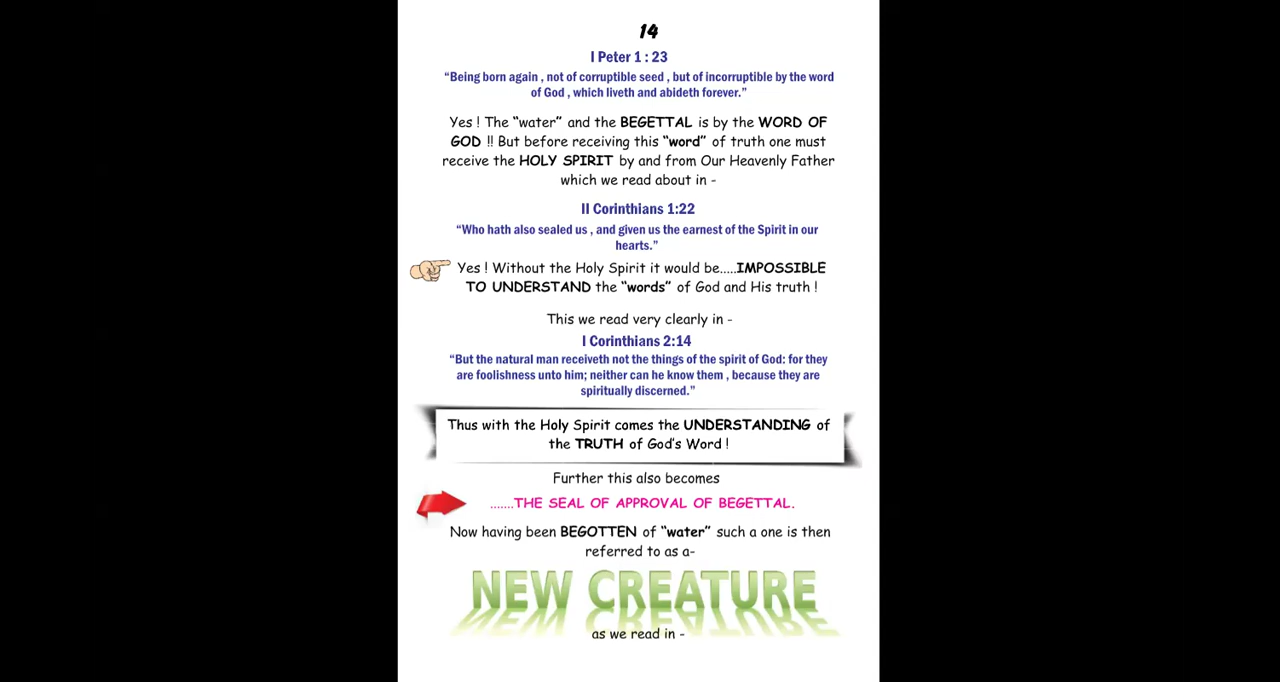 14
I Peter 1 : 23
“Being born again , not of corruptible seed , but of incorruptible by the word
of God , which liveth and abideth forever.”
Yes ! The “water” and the BEGETTAL is by the WORD OF
GOD !! But before receiving this “word” of truth one must
receive the HOLY SPIRIT by and from Our Heavenly Father
which we read about in -
II Corinthians 1:22
“Who hath also sealed us , and given us the earnest of the Spirit in our
hearts.”
Yes ! Without the Holy Spirit it would be.....IMPOSSIBLE
TO UNDERSTAND the “words” of God and His truth !
This we read very clearly in -
I Corinthians 2:14
“But the natural man receiveth not the things of the spirit of God: for they
are foolishness unto him; neither can he know them , because they are
spiritually discerned.”
Thus with the Holy Spirit comes the UNDERSTANDING of
the TRUTH of God’s Word !
Further this also becomes
.......THE SEAL OF APPROVAL OF BEGETTAL.
Now having been BEGOTTEN of “water” such a one is then
referred to as a-
NEW CREATURE
as we read in -